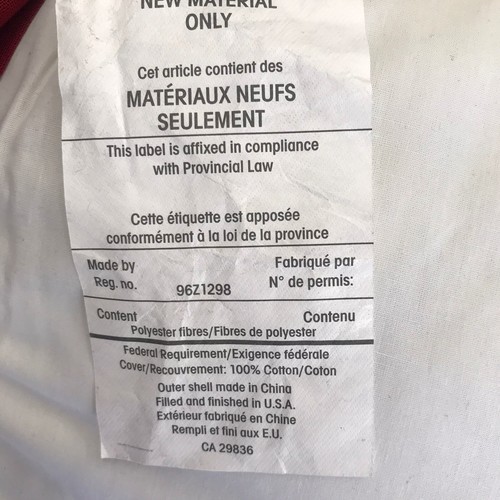 NEW MATERIAL
ONLY
Cet article contient des
MATÉRIAUX NEUFS
SEULEMENT
This label is affixed in compliance
with Provincial Law
Cette étiquette est apposée
conformément à la loi de la province
Made by Fabriqué par
Reg. no. 96Z1298 N° de permis:
Content Contenu
Polyester fibres/Fibres de polyester
Federal Requirement/Exigence fédérale
Cover/Recouvrement: 100% Cotton/Coton
Outer shell made in China
Filled and finished in U.S.A.
Extérieur fabriqué en Chine
Rempli et fini aux E.U.
CA 29836